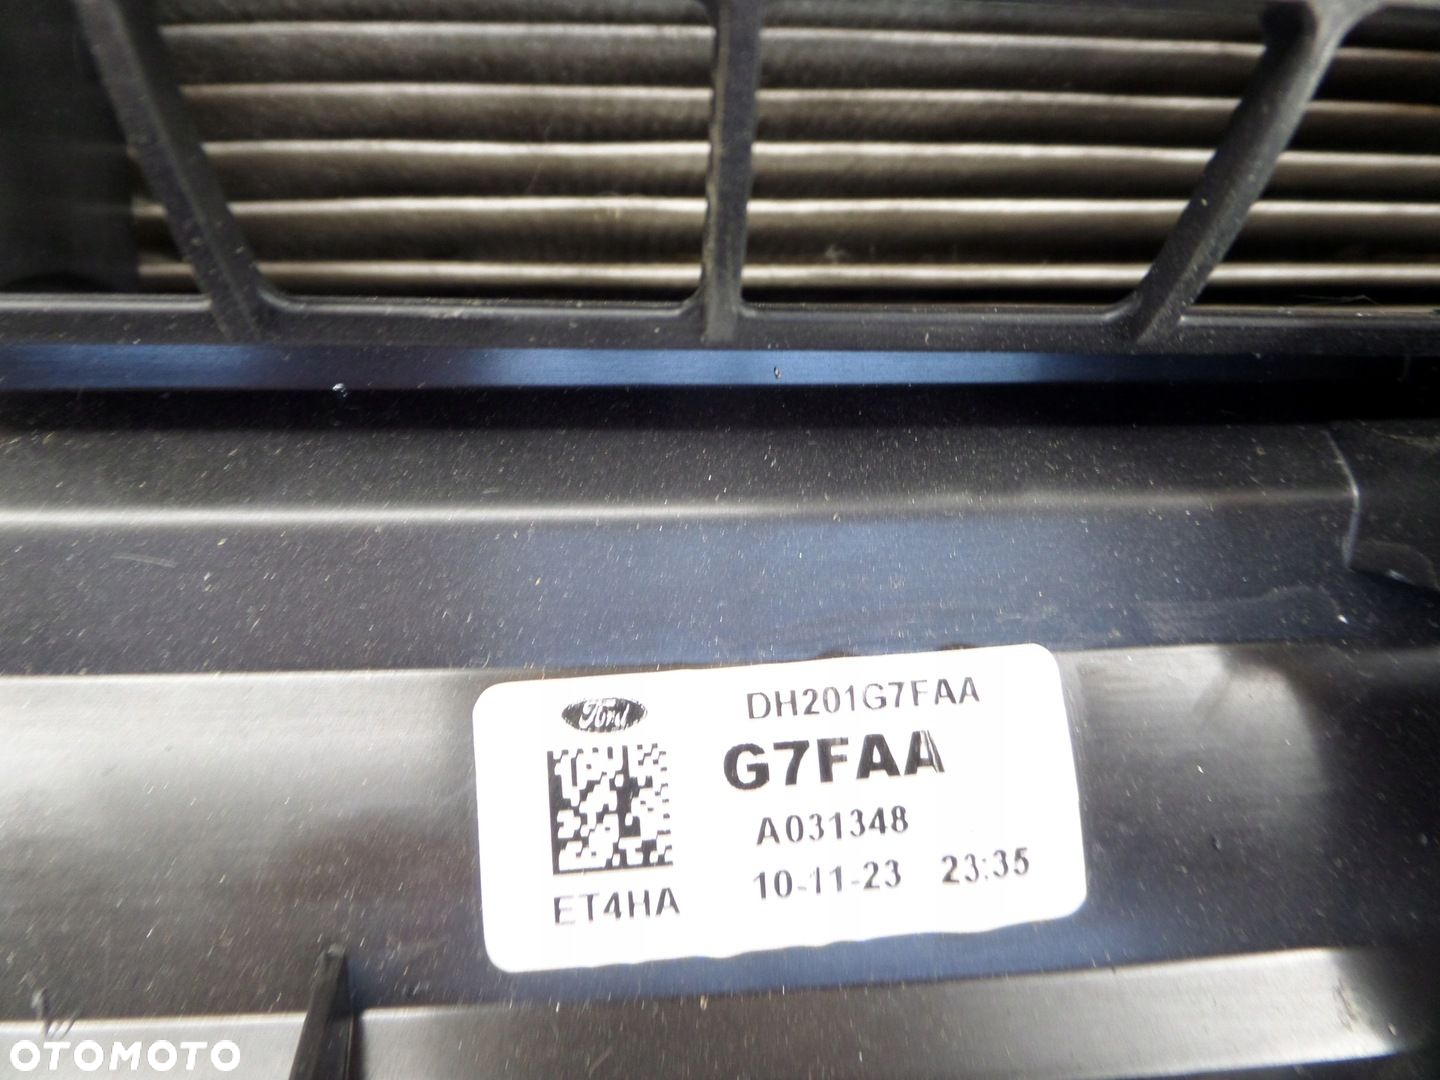 Ford
DH201G7FAA
G7FAA
A031348
10-11-23 23:35
ET4HA
OTOMOTO